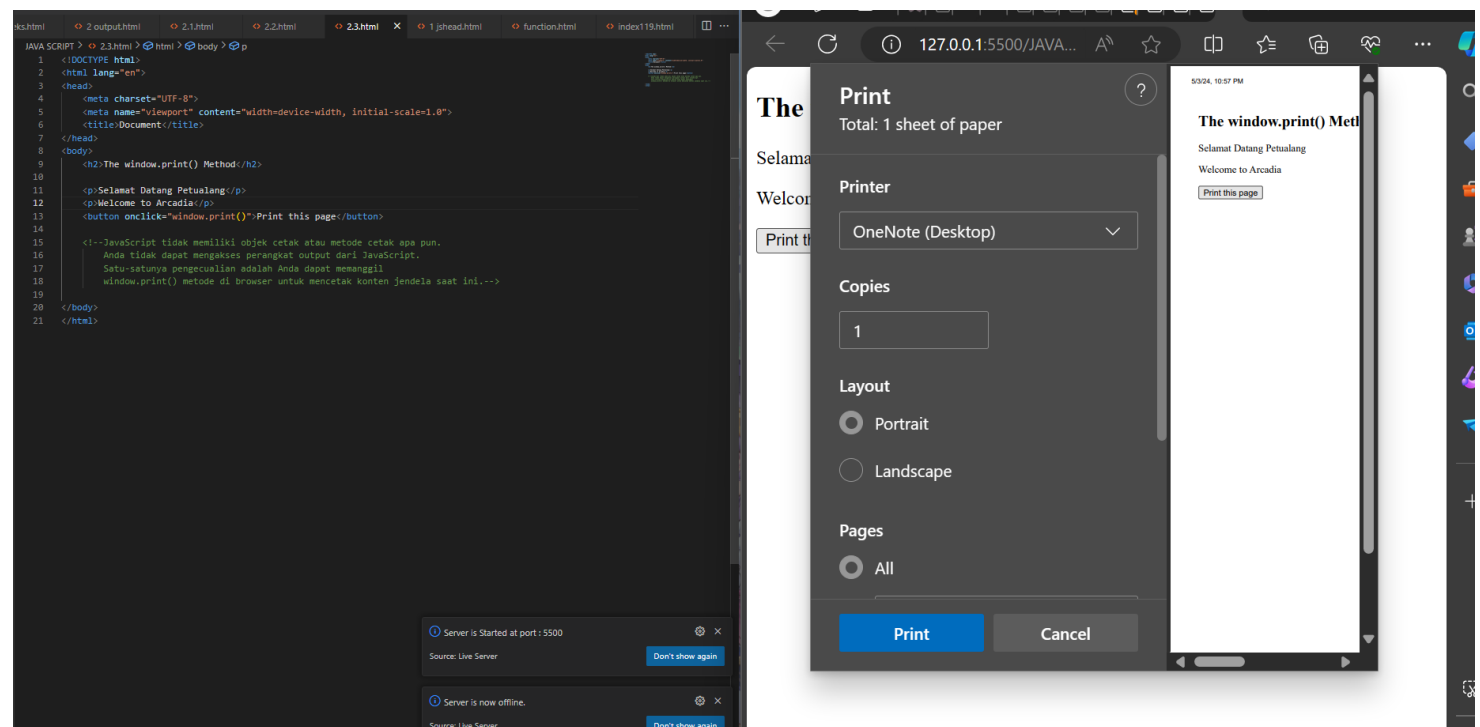 ks.html 2 output.html 2.1.html 2.2.html 2.3.html 1 jshead.html function.html index119.html
JAVA SCRIPT > 2.3.html > html > body > p
1 <!DOCTYPE html>
2 <html lang="en">
3 <head>
4 <meta charset="UTF-8">
5 <meta name="viewport" content="width=device-width, initial-scale=1.0">
6 <title>Document</title>
7 </head>
8 <body>
9 <h2>The window.print() Method</h2>
10
11 <p>Selamat Datang Petualang</p>
12 <p>Welcome to Arcadia</p>
13 <button onclick="window.print()">Print this page</button>
14
15 <!--JavaScript tidak memiliki objek cetak atau metode cetak apa pun.
16 Anda tidak dapat mengakses perangkat output dari JavaScript.
17 Satu-satunya pengecualian adalah Anda dapat memanggil
18 window.print() metode di browser untuk mencetak konten jendela saat ini.-->
19
20 </body>
21 </html>
Server is Started at port : 5500
Source: Live Server
Don't show again
Server is now offline.
Source: Live Server
Don't show again
127.0.0.1:5500/JAVA...
The
Selama
Welcor
Print th
Print
Total: 1 sheet of paper
?
Printer
OneNote (Desktop)
Copies
1
Layout
Portrait
Landscape
Pages
All
Print
Cancel
5/3/24, 10:57 PM
The window.print() Meth
Selamat Datang Petualang
Welcome to Arcadia
Print this page